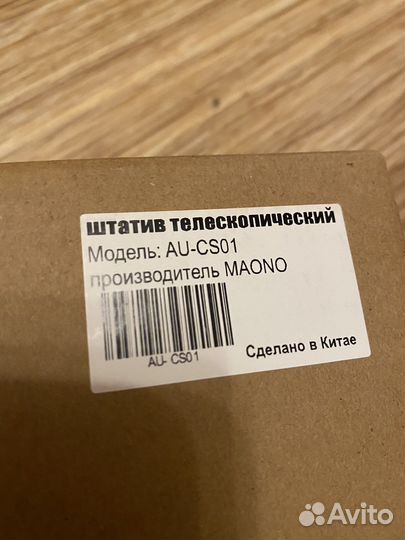 штатив телескопический
Модель: AU-CS01
производитель MAONO
AU- CS01
Сделано в Китае
Avito